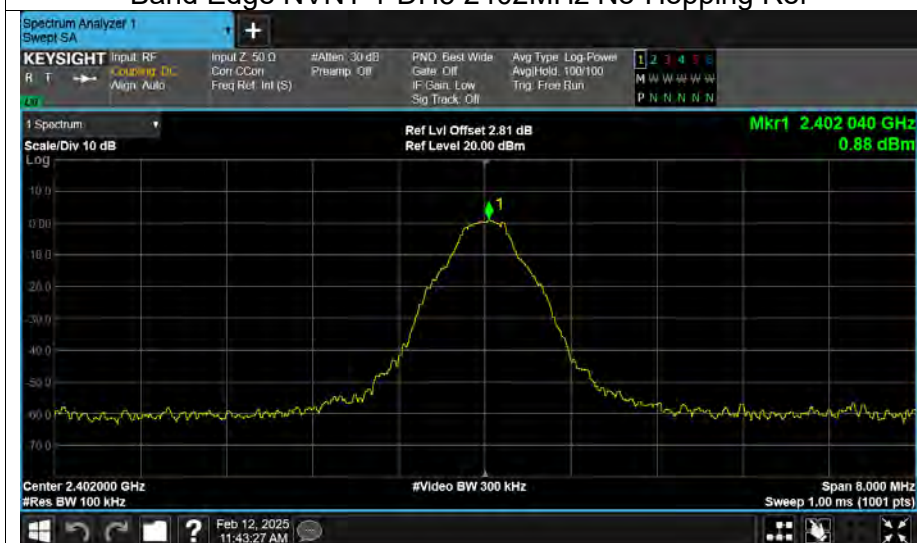 Band Edge NVNT 1-DH5 2402MHz No-Hopping Ref
Spectrum Analyzer 1
Swept SA
+
KEYSIGHT Input: RF Input Z: 50 Ω #Atten: 30 dB PNO: Best Wide Avg Type: Log-Power 1 2 3 4 5 6
R T Coupling: DC Corr CCorr Preamp: Off Gate: Off Avg|Hold: 100/100 M W W W W W
Align: Auto Freq Ref: Int (S) IF Gain: Low Trig: Free Run
Sig Track: Off P N N N N N
1 Spectrum Ref Lvl Offset 2.81 dB Mkr1 2.402 040 GHz
Scale/Div 10 dB Ref Level 20.00 dBm 0.88 dBm
Log
10.0
1
0.00
-10.0
-20.0
-30.0
-40.0
-50.0
-60.0
-70.0
Center 2.402000 GHz #Video BW 300 kHz Span 8.000 MHz
#Res BW 100 kHz Sweep 1.00 ms (1001 pts)
? Feb 12, 2025
11:43:27 AM